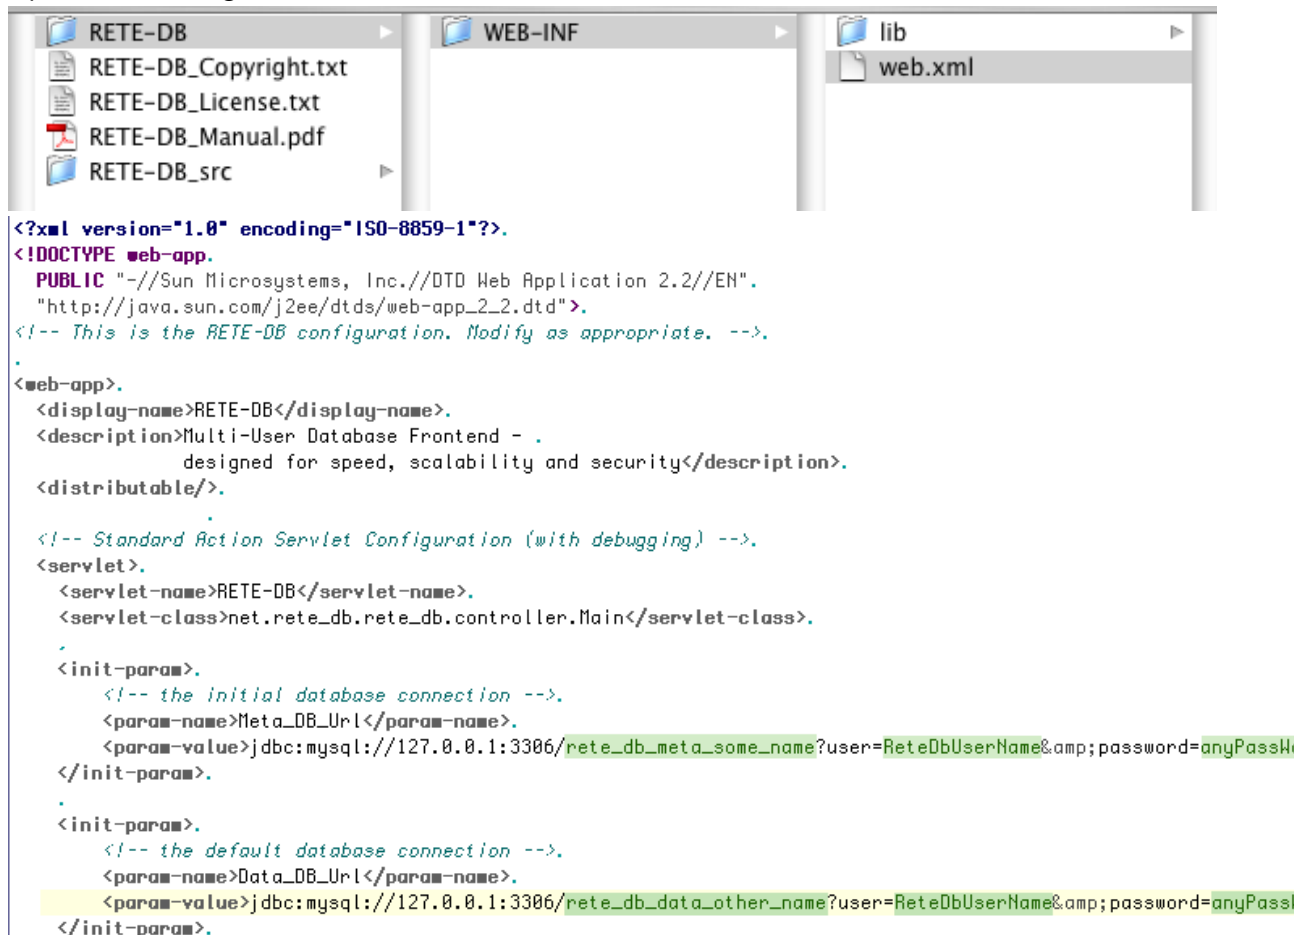 RETE-DB
RETE-DB_Copyright.txt
RETE-DB_License.txt
RETE-DB_Manual.pdf
RETE-DB_src
WEB-INF
lib
web.xml
<?xml version="1.0" encoding="ISO-8859-1"?>.
<!DOCTYPE web-app.
  PUBLIC "-//Sun Microsystems, Inc.//DTD Web Application 2.2//EN".
  "http://java.sun.com/j2ee/dtds/web-app_2_2.dtd">.
<!-- This is the RETE-DB configuration. Modify as appropriate. -->.
.
<web-app>.
  <display-name>RETE-DB</display-name>.
  <description>Multi-User Database Frontend - .
               designed for speed, scalability and security</description>.
  <distributable/>.
.
  <!-- Standard Action Servlet Configuration (with debugging) -->.
  <servlet>.
    <servlet-name>RETE-DB</servlet-name>.
    <servlet-class>net.rete_db.rete_db.controller.Main</servlet-class>.
    .
    <init-param>.
        <!-- the initial database connection -->.
        <param-name>Meta_DB_Url</param-name>.
        <param-value>jdbc:mysql://127.0.0.1:3306/rete_db_meta_some_name?user=ReteDbUserName&amp;password=anyPassW
    </init-param>.
    .
    <init-param>.
        <!-- the default database connection -->.
        <param-name>Data_DB_Url</param-name>.
        <param-value>jdbc:mysql://127.0.0.1:3306/rete_db_data_other_name?user=ReteDbUserName&amp;password=anyPass
    </init-param>.